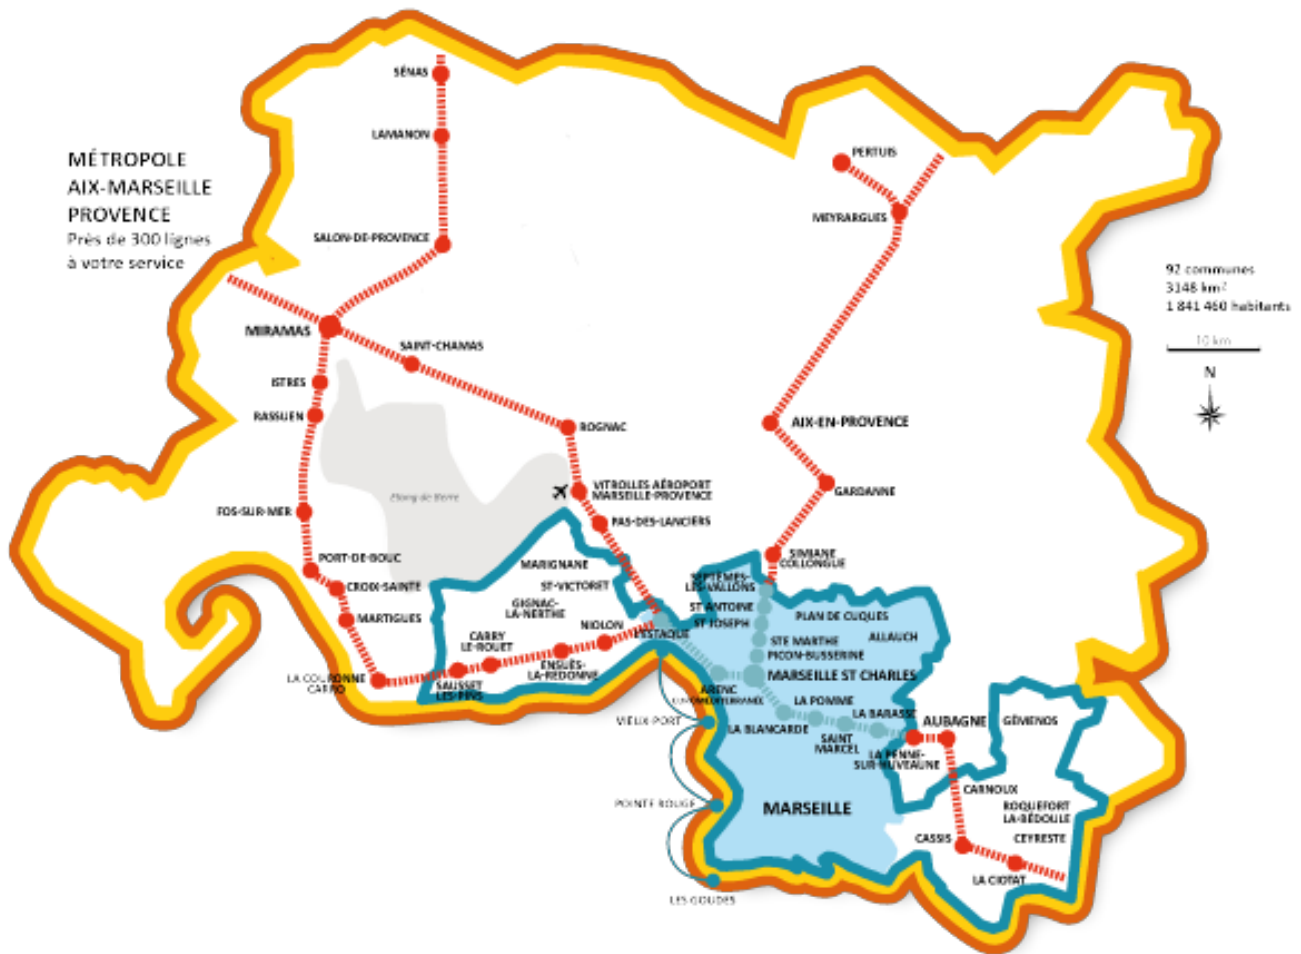 MÉTROPOLE
AIX-MARSEILLE
PROVENCE
Près de 300 lignes
à votre service
SÉNAS
LAMANON
SALON-DE-PROVENCE
PERTUIS
MEYRARGUES
92 communes
3148 km²
1 841 460 habitants
10 km
N
MIRAMAS
SAINT-CHAMAS
ISTRES
RASSUEN
ROGNAC
AIX-EN-PROVENCE
Etang de Berre
VITROLLES AÉROPORT
MARSEILLE-PROVENCE
GARDANNE
FOS-SUR-MER
PAS-DES-LANCIERS
PORT-DE-BOUC
CROIX-SAINTE
MARTIGUES
MARIGNANE
ST-VICTORET
GIGNAC-
LA-NERTHE
SIMIANE
COLLONGUE
SEPTÈMES-
LES-VALLONS
ST ANTOINE
ST JOSEPH
PLAN DE CUQUES
ALLAUCH
NIOLON
L'ESTAQUE
CARRY
LE-ROUET
STE MARTHE
PICON-BUSSERINE
ENSUÈS-
LA-REDONNE
MARSEILLE ST CHARLES
LA COURONNE
CARRO
SAUSSET
LES-PINS
ARENC
LA POMME
LA BARASSE
VIEUX PORT
LA BLANCARDE
SAINT
MARCEL
AUBAGNE
GÉMENOS
LA PENNE-
SUR-HUVEAUNE
CARNOUX
POINTE ROUGE
MARSEILLE
ROQUEFORT
LA-BÉDOULE
CASSIS
CEYRESTE
LA CIOTAT
LES GOUDES